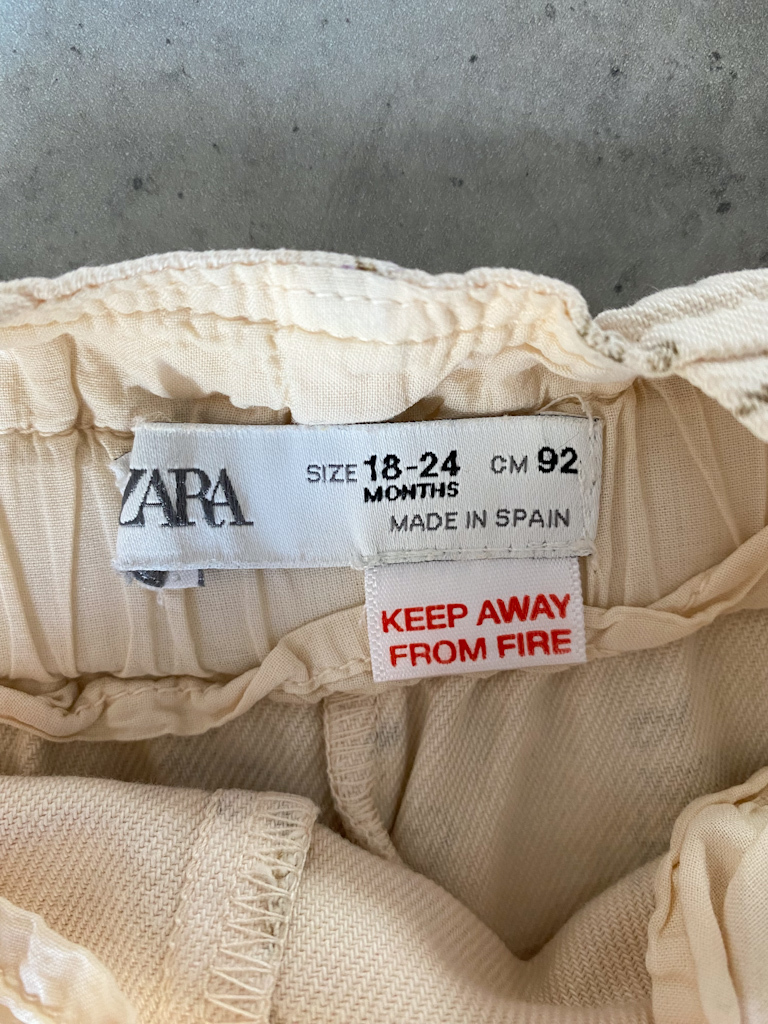 ZARA
SIZE 18-24 CM 92
MONTHS
MADE IN SPAIN
KEEP AWAY
FROM FIRE